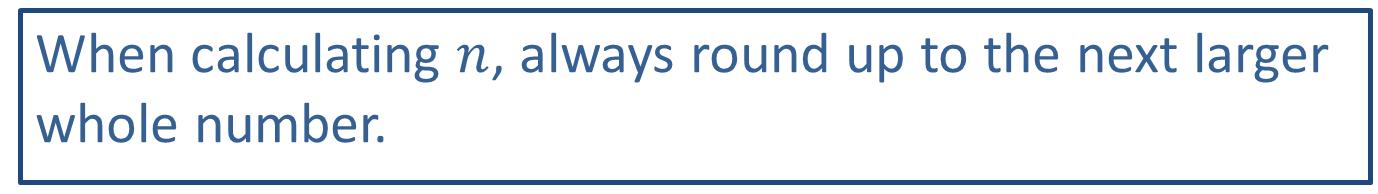 When calculating n, always round up to the next larger
whole number.